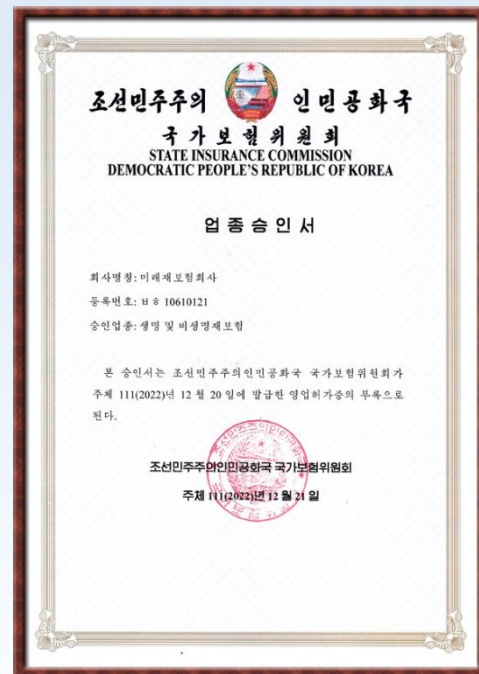 조선민주주의 인민공화국
국가보험위원회
STATE INSURANCE COMMISSION
DEMOCRATIC PEOPLE'S REPUBLIC OF KOREA
업종승인서
회사명칭: 미래재보험회사
등록번호: ㅂㅎ 10610121
승인업종: 생명 및 비생명재보험
본 승인서는 조선민주주의인민공화국 국가보험위원회가
주체 111(2022)년 12 월 20 일에 발급한 영업허가증의 부록으로
된다.
조선민주주의인민공화국 국가보험위원회
주체 111(2022)년 12 월 21 일